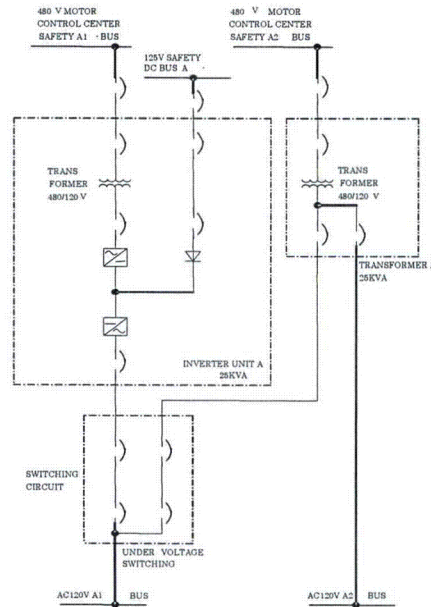 480 V MOTOR
CONTROL CENTER
SAFETY A1 BUS
480 V MOTOR
CONTROL CENTER
SAFETY A2 BUS
125V SAFETY
DC BUS A
TRANS
FORMER
480/120 V
TRANS
FORMER
480/120 V
TRANSFORMER
25KVA
INVERTER UNIT A
25KVA
SWITCHING
CIRCUIT
UNDER VOLTAGE
SWITCHING
AC120V A1 BUS
AC120V A2 BUS